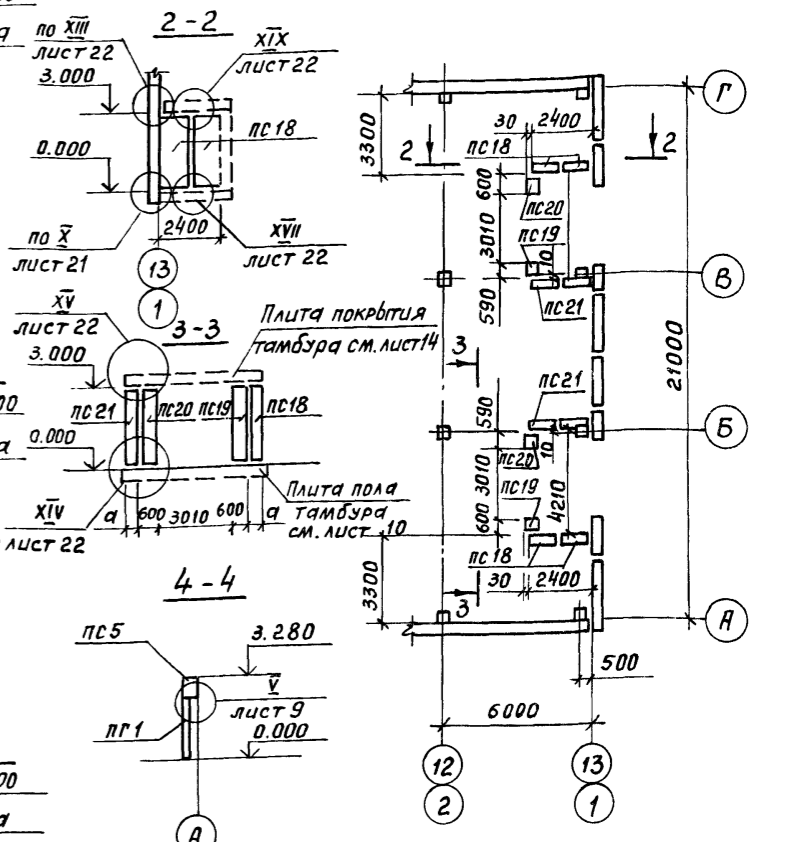 2-2
по XIII
лист 22
XIX
лист 22
3.000
пс 18
0.000
2400
по X
лист 21
XVII
лист 22
13
1
XV
лист 22
3-3
Плита покрытия
тамбура см. лист 14
3.000
пс 21
пс 20
пс 19
пс 18
0.000
XIV
лист 22
а
600
3010
600
а
Плита пола
тамбура
см. лист 10
4-4
пс 5
3.280
V
лист 9
пг 1
0.000
А
Г
3300
30
2400
2
пс 18
2
600
пс 20
3010
пс 19
10
В
590
пс 21
3
21000
пс 21
590
Б
10
пс 20
3010
пс 19
4210
600
пс 18
30
2400
3300
3
А
500
6000
12
2
13
1
00
а
00
а
а